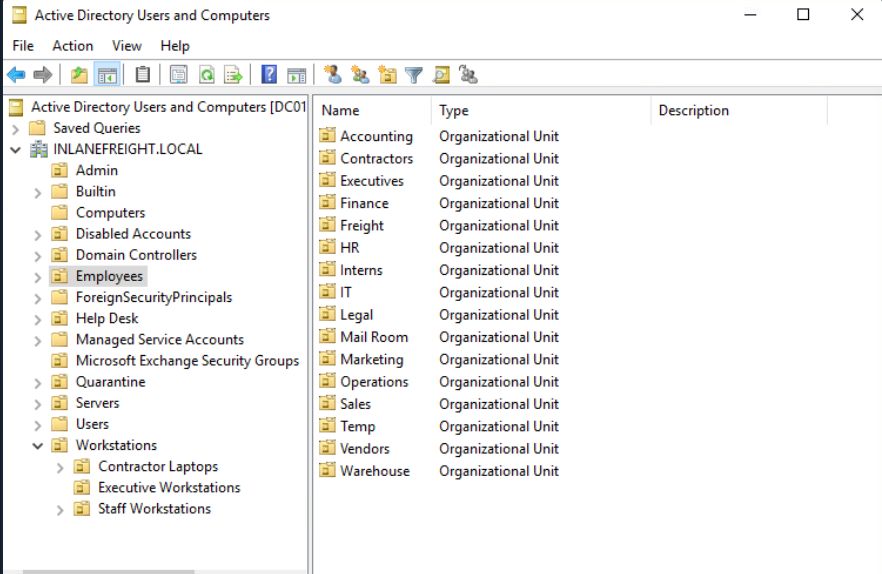 Active Directory Users and Computers
File Action View Help
Active Directory Users and Computers [DC01
Saved Queries
INLANEFREIGHT.LOCAL
Admin
Builtin
Computers
Disabled Accounts
Domain Controllers
Employees
ForeignSecurityPrincipals
Help Desk
Managed Service Accounts
Microsoft Exchange Security Groups
Quarantine
Servers
Users
Workstations
Contractor Laptops
Executive Workstations
Staff Workstations
Name Type Description
Accounting Organizational Unit
Contractors Organizational Unit
Executives Organizational Unit
Finance Organizational Unit
Freight Organizational Unit
HR Organizational Unit
Interns Organizational Unit
IT Organizational Unit
Legal Organizational Unit
Mail Room Organizational Unit
Marketing Organizational Unit
Operations Organizational Unit
Sales Organizational Unit
Temp Organizational Unit
Vendors Organizational Unit
Warehouse Organizational Unit